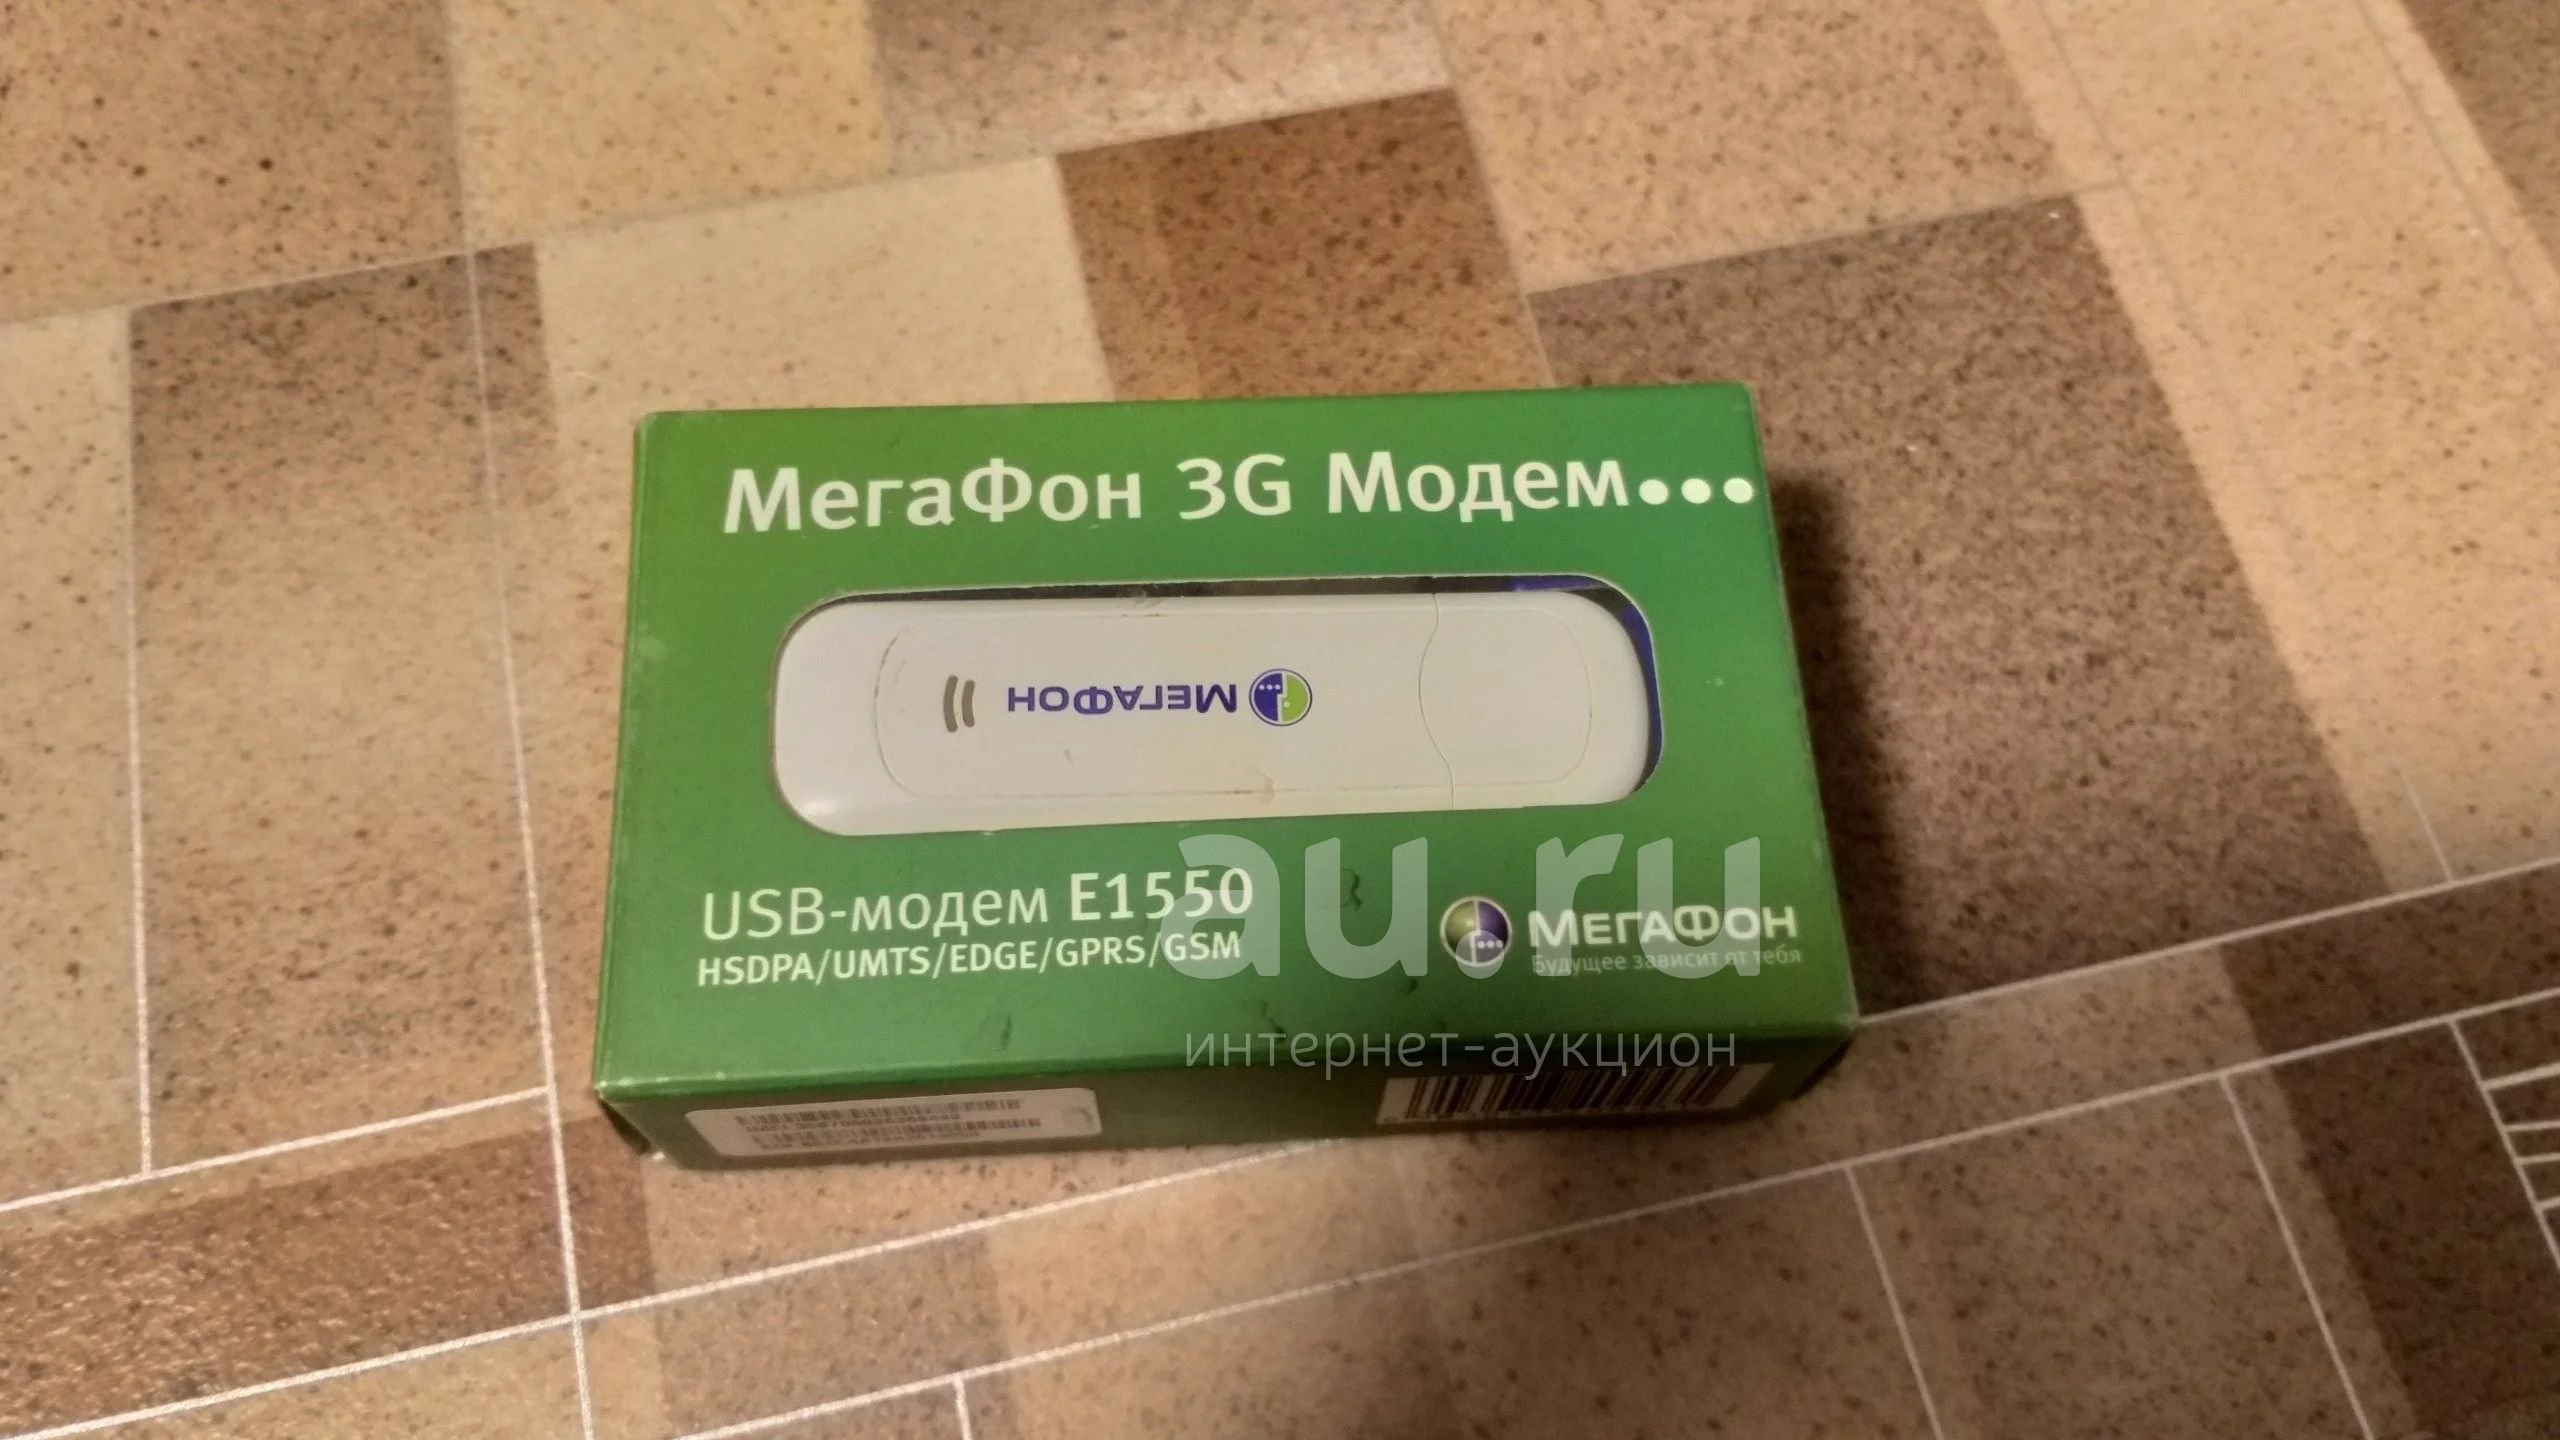 МегаФон 3G Модем...
МЕГАФОН
USB-модем E1550
HSDPA/UMTS/EDGE/GPRS/GSM
МЕГАФОН
Будущее зависит от тебя
au.ru
интернет-аукцион